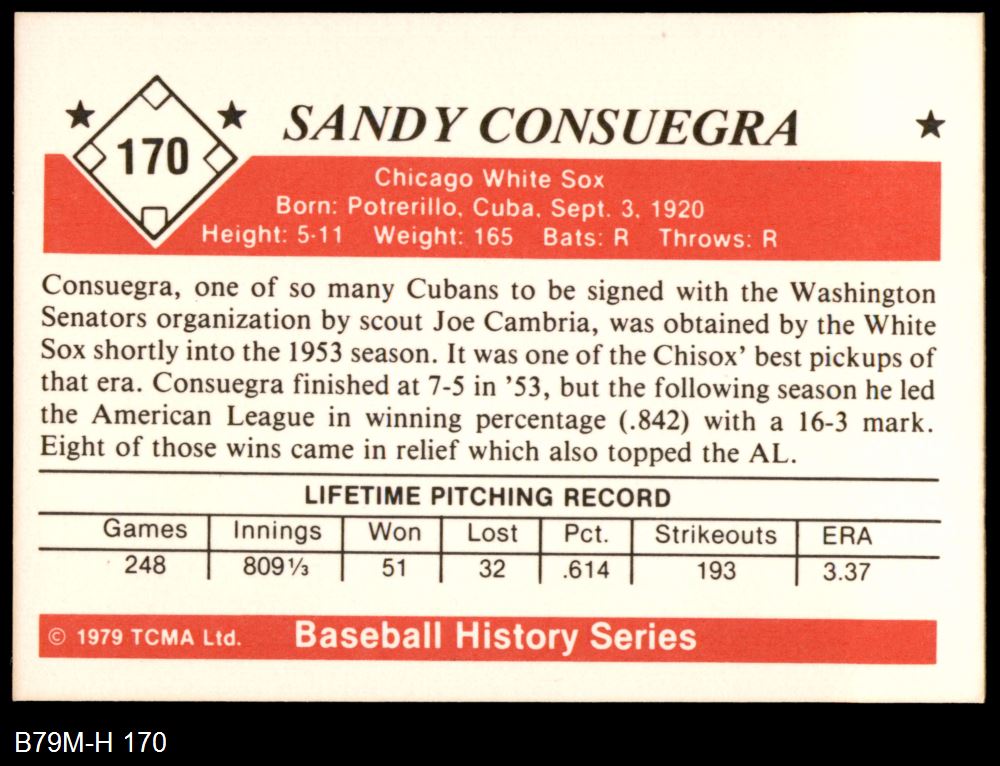 170
SANDY CONSUEGRA
Chicago White Sox
Born: Potrerillo, Cuba, Sept. 3, 1920
Height: 5-11 Weight: 165 Bats: R Throws: R
Consuegra, one of so many Cubans to be signed with the Washington
Senators organization by scout Joe Cambria, was obtained by the White
Sox shortly into the 1953 season. It was one of the Chisox' best pickups of
that era. Consuegra finished at 7-5 in '53, but the following season he led
the American League in winning percentage (.842) with a 16-3 mark.
Eight of those wins came in relief which also topped the AL.
LIFETIME PITCHING RECORD
Games Innings Won Lost Pct. Strikeouts ERA
248 809⅓ 51 32 .614 193 3.37
© 1979 TCMA Ltd. Baseball History Series
B79M-H 170